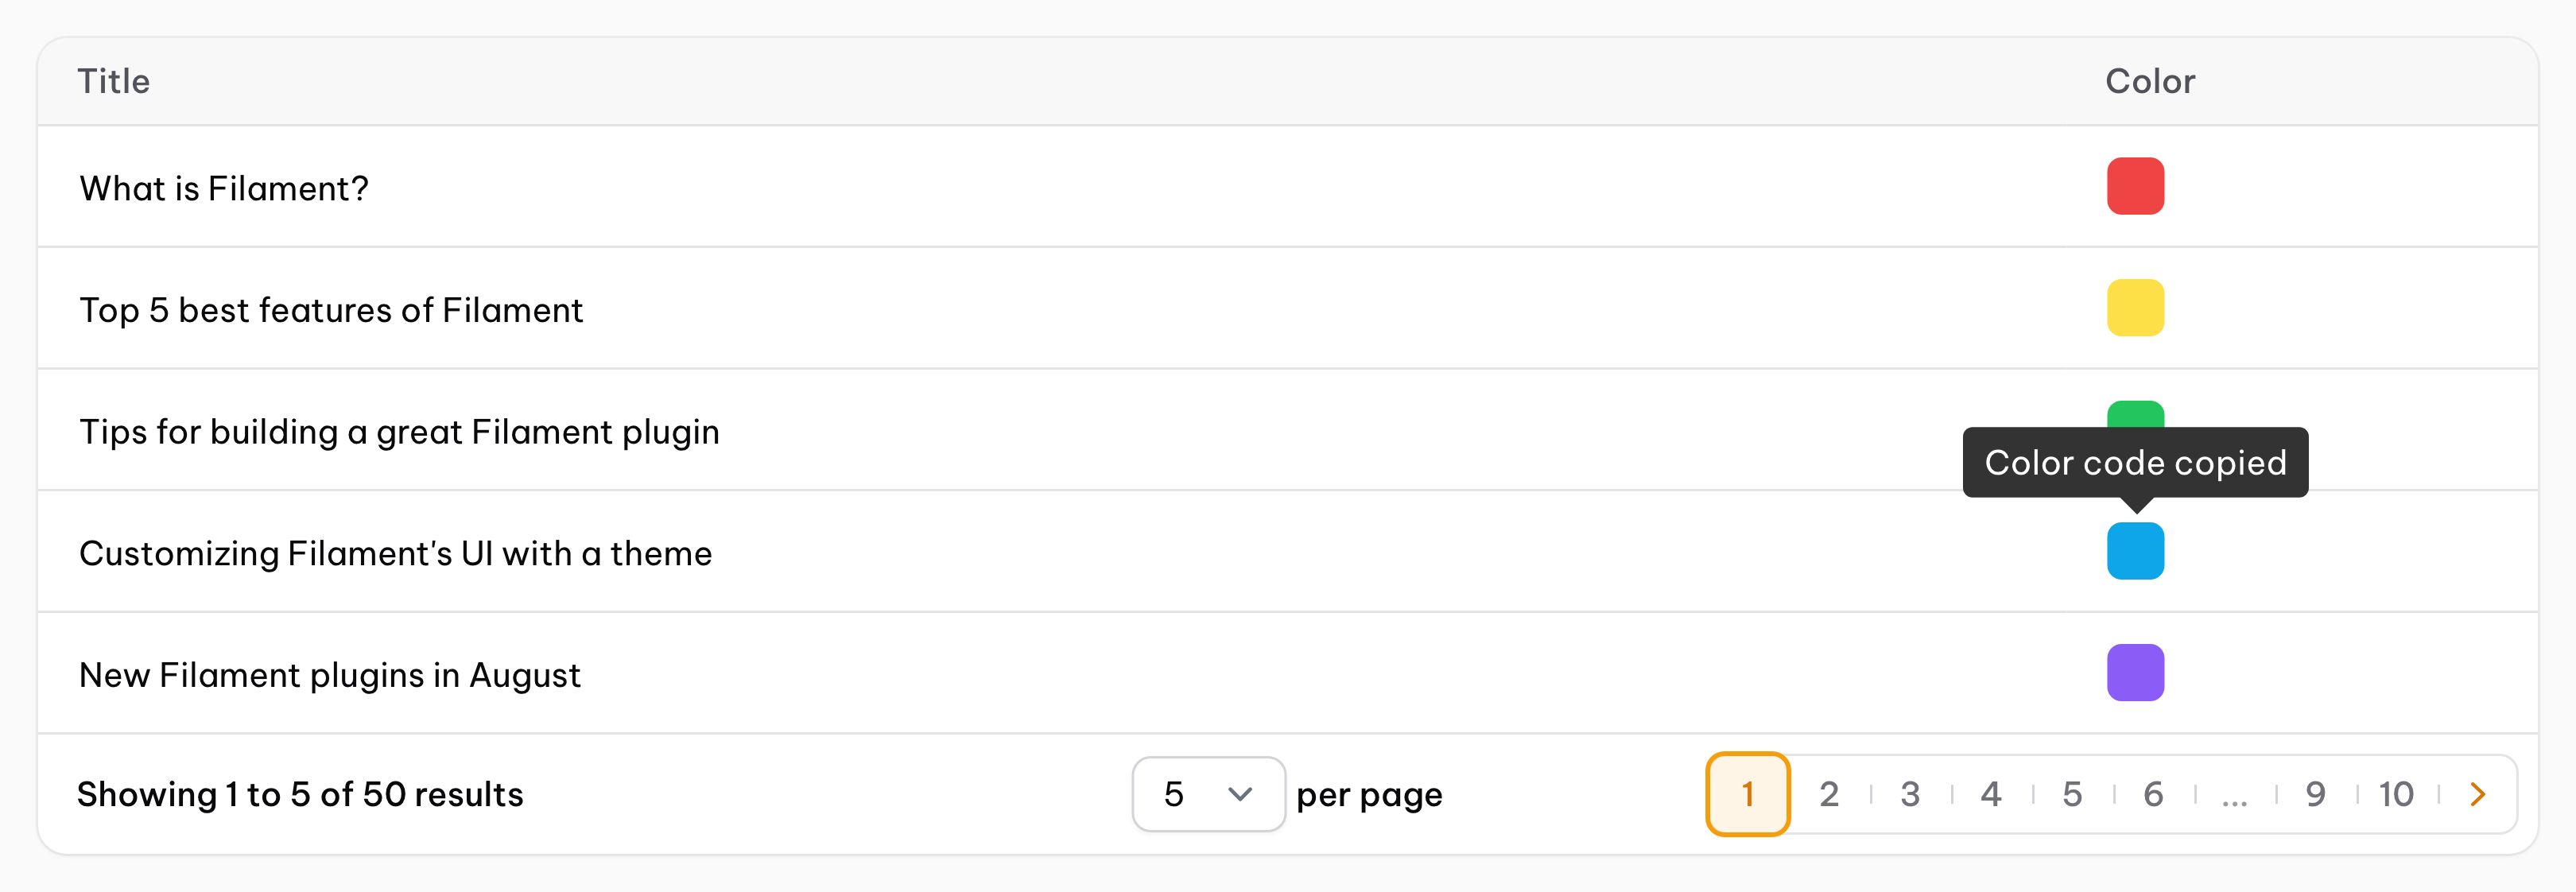 Title Color
What is Filament?
Top 5 best features of Filament
Tips for building a great Filament plugin
Color code copied
Customizing Filament's UI with a theme
New Filament plugins in August
Showing 1 to 5 of 50 results 5 per page 1 2 3 4 5 6 ... 9 10